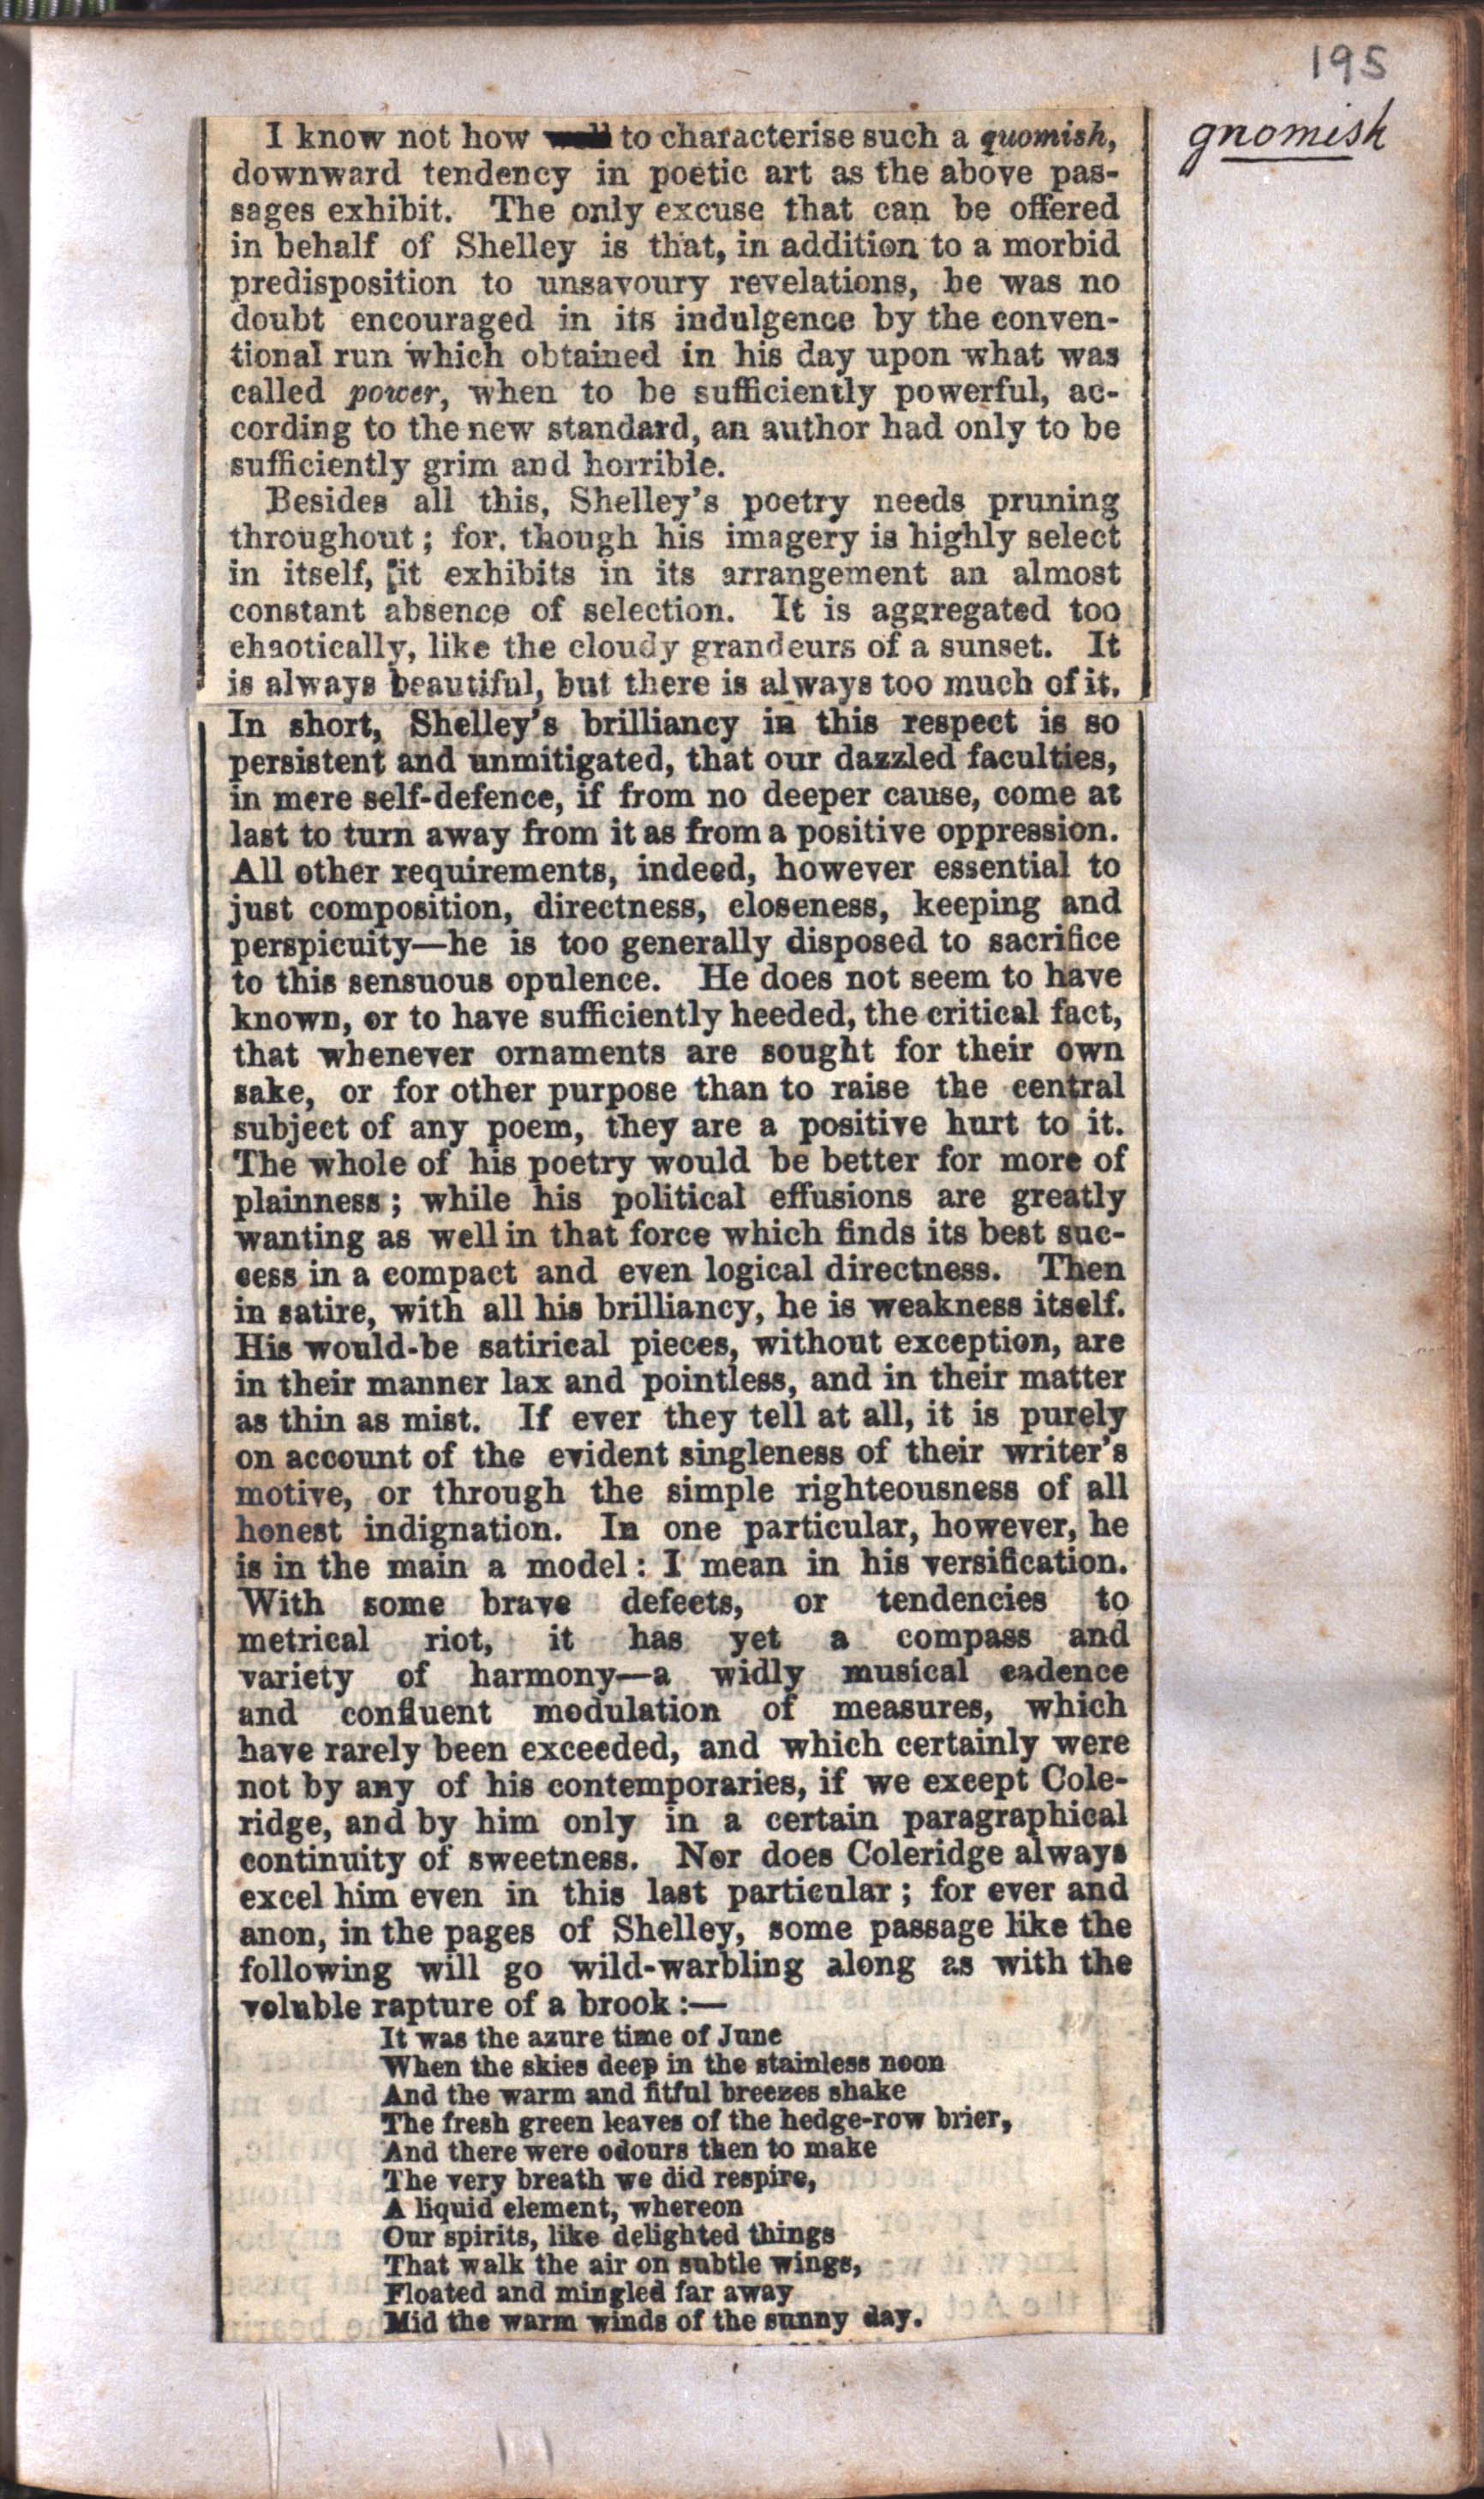 195
I know not how to characterise such a quomish,
gnomish
downward tendency in poetic art as the above pas-
sages exhibit. The only excuse that can be offered
in behalf of Shelley is that, in addition to a morbid
predisposition to unsavoury revelations, he was no
doubt encouraged in its indulgence by the conven-
tional run which obtained in his day upon what was
called power, when to be sufficiently powerful, ac-
cording to the new standard, an author had only to be
sufficiently grim and horrible.
Besides all this, Shelley's poetry needs pruning
throughout; for, though his imagery is highly select
in itself, it exhibits in its arrangement an almost
constant absence of selection. It is aggregated too
chaotically, like the cloudy grandeurs of a sunset. It
is always beautiful, but there is always too much of it.
In short, Shelley's brilliancy in this respect is so
persistent and unmitigated, that our dazzled faculties,
in mere self-defence, if from no deeper cause, come at
last to turn away from it as from a positive oppression.
All other requirements, indeed, however essential to
just composition, directness, closeness, keeping and
perspicuity—he is too generally disposed to sacrifice
to this sensuous opulence. He does not seem to have
known, or to have sufficiently heeded, the critical fact,
that whenever ornaments are sought for their own
sake, or for other purpose than to raise the central
subject of any poem, they are a positive hurt to it.
The whole of his poetry would be better for more of
plainness; while his political effusions are greatly
wanting as well in that force which finds its best suc-
cess in a compact and even logical directness. Then
in satire, with all his brilliancy, he is weakness itself.
His would-be satirical pieces, without exception, are
in their manner lax and pointless, and in their matter
as thin as mist. If ever they tell at all, it is purely
on account of the evident singleness of their writer's
motive, or through the simple righteousness of all
honest indignation. In one particular, however, he
is in the main a model: I mean in his versification.
With some brave defects, or tendencies to
metrical riot, it has yet a compass and
variety of harmony—a widly musical cadence
and confluent modulation of measures, which
have rarely been exceeded, and which certainly were
not by any of his contemporaries, if we except Cole-
ridge, and by him only in a certain paragraphical
continuity of sweetness. Nor does Coleridge always
excel him even in this last particular; for ever and
anon, in the pages of Shelley, some passage like the
following will go wild-warbling along as with the
voluble rapture of a brook:—
It was the azure time of June
When the skies deep in the stainless noon
And the warm and fitful breezes shake
The fresh green leaves of the hedge-row brier,
And there were odours then to make
The very breath we did respire,
A liquid element, whereon
Our spirits, like delighted things
That walk the air on subtle wings,
Floated and mingled far away
Mid the warm winds of the sunny day.